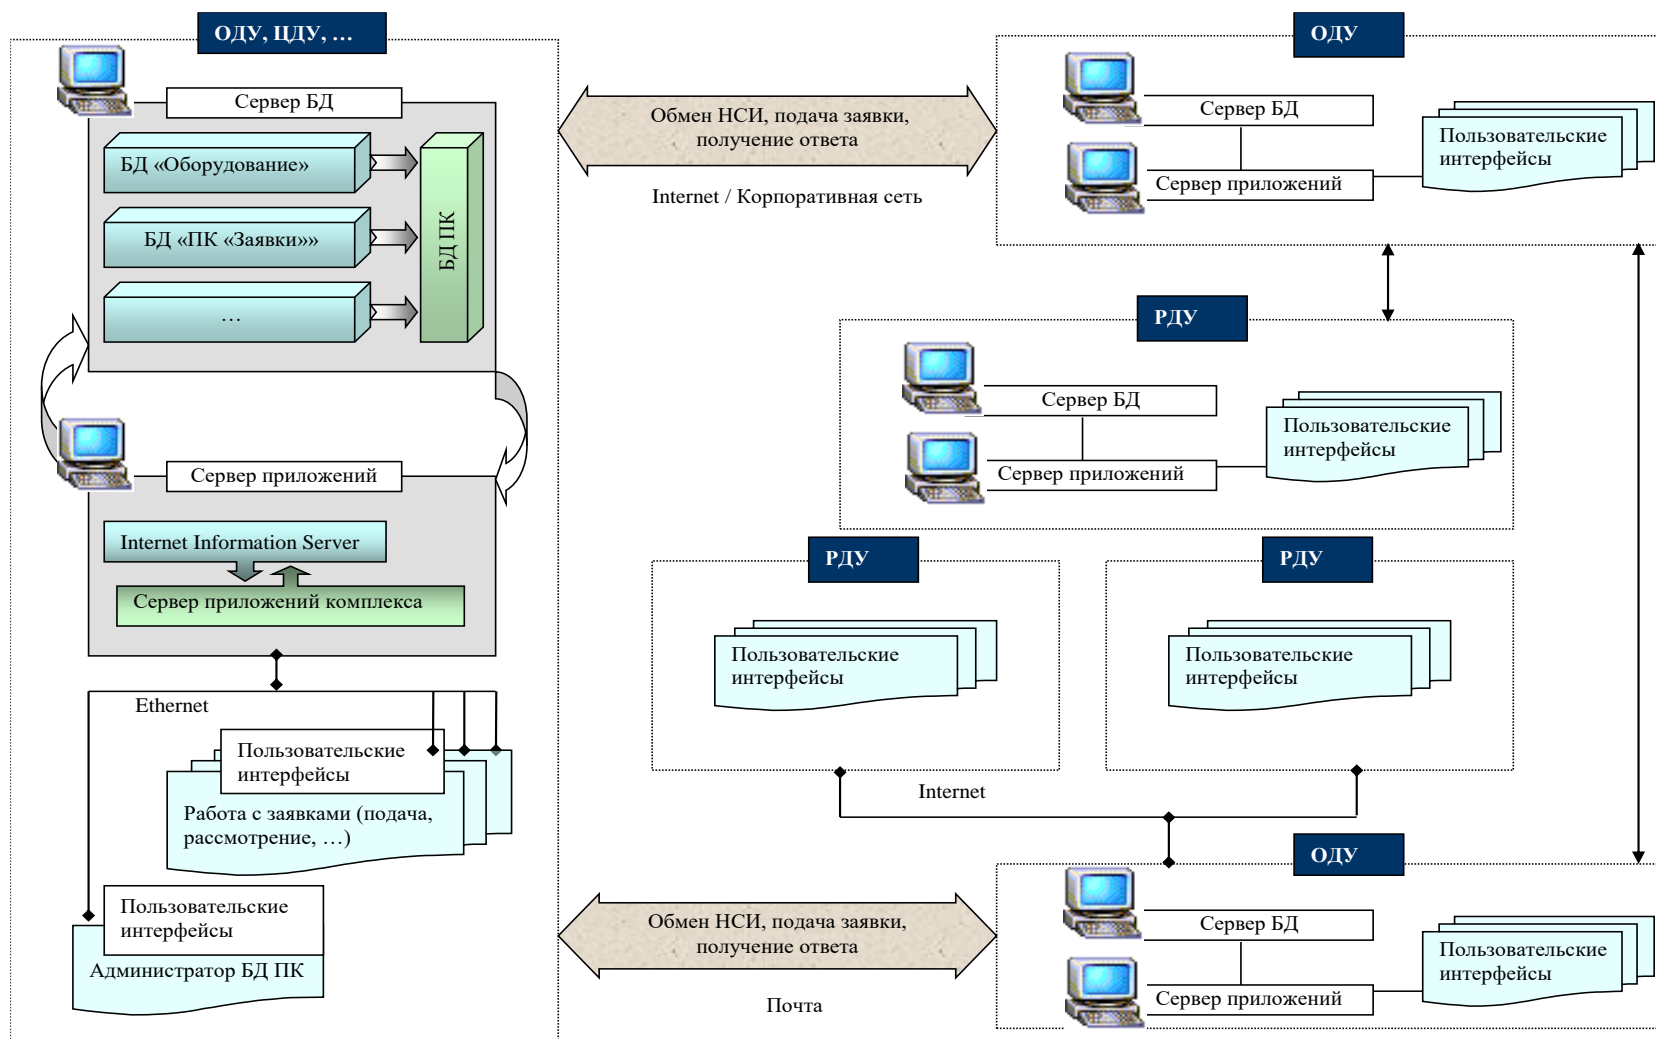 ОДУ, ЦДУ, …
Сервер БД
БД «Оборудование»
БД «ПК «Заявки»»
…
БД ПК
Сервер приложений
Internet Information Server
Сервер приложений комплекса
Ethernet
Пользовательские
интерфейсы
Работа с заявками (подача,
рассмотрение, …)
Пользовательские
интерфейсы
Администратор БД ПК
Обмен НСИ, подача заявки,
получение ответа
Internet / Корпоративная сеть
ОДУ
Сервер БД
Сервер приложений
Пользовательские
интерфейсы
РДУ
Сервер БД
Сервер приложений
Пользовательские
интерфейсы
РДУ
Пользовательские
интерфейсы
РДУ
Пользовательские
интерфейсы
Internet
Обмен НСИ, подача заявки,
получение ответа
Почта
ОДУ
Сервер БД
Сервер приложений
Пользовательские
интерфейсы